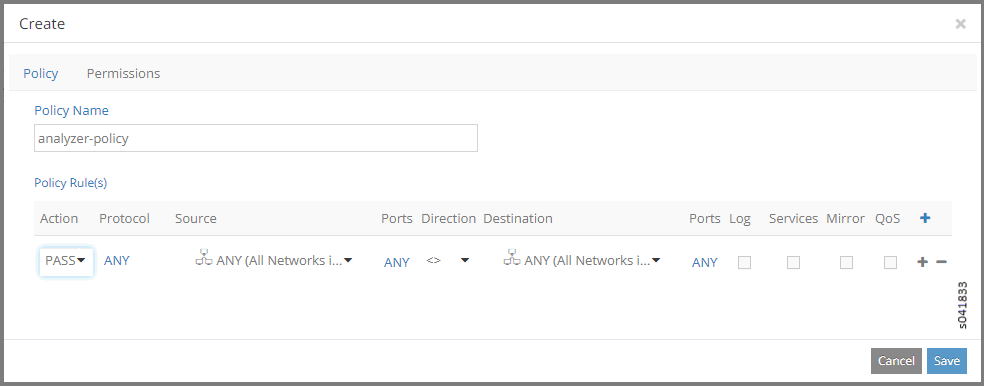 Create ×
Policy Permissions
Policy Name
analyzer-policy
Policy Rule(s)
Action Protocol Source Ports Direction Destination Ports Log Services Mirror QoS +
PASS ANY ANY (All Networks i... ANY <> ANY (All Networks i... ANY + −
s041833
Cancel Save